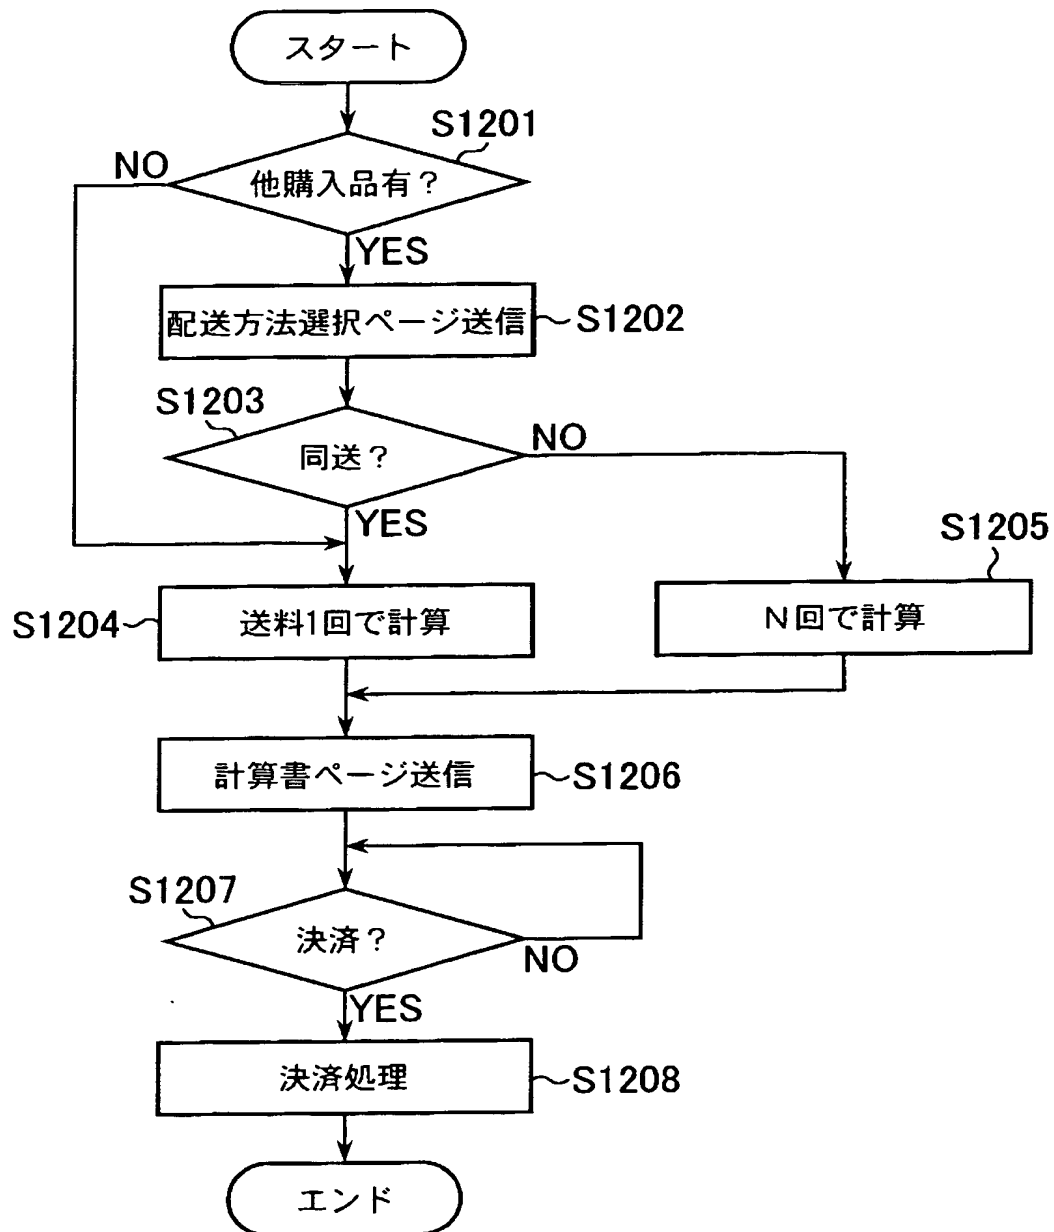 スタート
S1201
NO
他購入品有？
YES
配送方法選択ページ送信
S1202
S1203
同送？
NO
YES
S1205
S1204
送料1回で計算
N回で計算
計算書ページ送信
S1206
S1207
決済？
NO
YES
決済処理
S1208
エンド